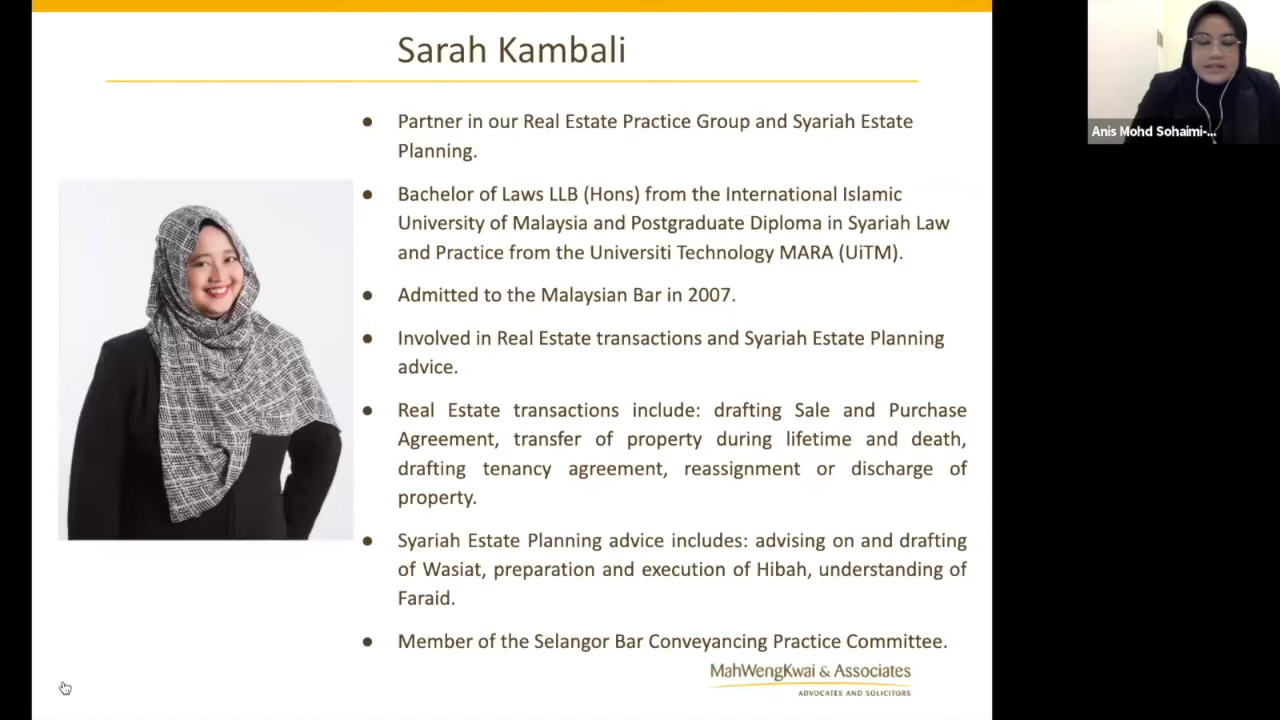 Sarah Kambali
● Partner in our Real Estate Practice Group and Syariah Estate
Planning.
● Bachelor of Laws LLB (Hons) from the International Islamic
University of Malaysia and Postgraduate Diploma in Syariah Law
and Practice from the Universiti Technology MARA (UiTM).
● Admitted to the Malaysian Bar in 2007.
● Involved in Real Estate transactions and Syariah Estate Planning
advice.
● Real Estate transactions include: drafting Sale and Purchase
Agreement, transfer of property during lifetime and death,
drafting tenancy agreement, reassignment or discharge of
property.
● Syariah Estate Planning advice includes: advising on and drafting
of Wasiat, preparation and execution of Hibah, understanding of
Faraid.
● Member of the Selangor Bar Conveyancing Practice Committee.
MahWengKwai & Associates
ADVOCATES AND SOLICITORS
Anis Mohd Sohaimi-...